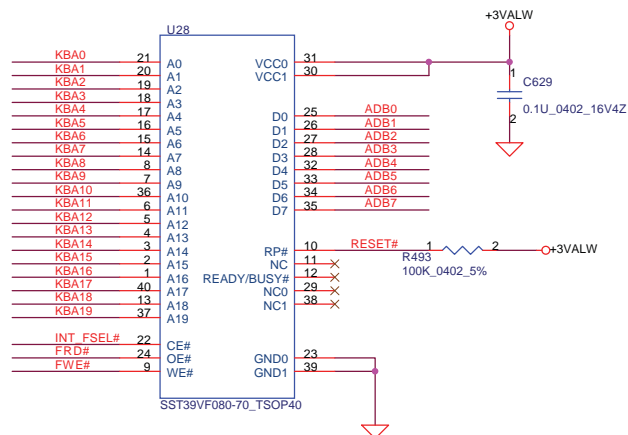 +3VALW
U28
KBA0 21 A0 VCC0 31
KBA1 20 A1 VCC1 30
KBA2 19 A2
KBA3 18 A3
KBA4 17 A4 D0 25 ADB0
KBA5 16 A5 D1 26 ADB1
KBA6 15 A6 D2 27 ADB2
KBA7 14 A7 D3 28 ADB3
KBA8 8 A8 D4 32 ADB4
KBA9 7 A9 D5 33 ADB5
KBA10 36 A10 D6 34 ADB6
KBA11 6 A11 D7 35 ADB7
KBA12 5 A12
KBA13 4 A13
KBA14 3 A14 RP# 10 RESET#
KBA15 2 A15 NC 11
KBA16 1 A16 READY/BUSY# 12
KBA17 40 A17 NC0 29
KBA18 13 A18 NC1 38
KBA19 37 A19
INT_FSEL# 22 CE#
FRD# 24 OE# GND0 23
FWE# 9 WE# GND1 39
SST39VF080-70_TSOP40
1
C629
0.1U_0402_16V4Z
2
1 2 +3VALW
R493
100K_0402_5%